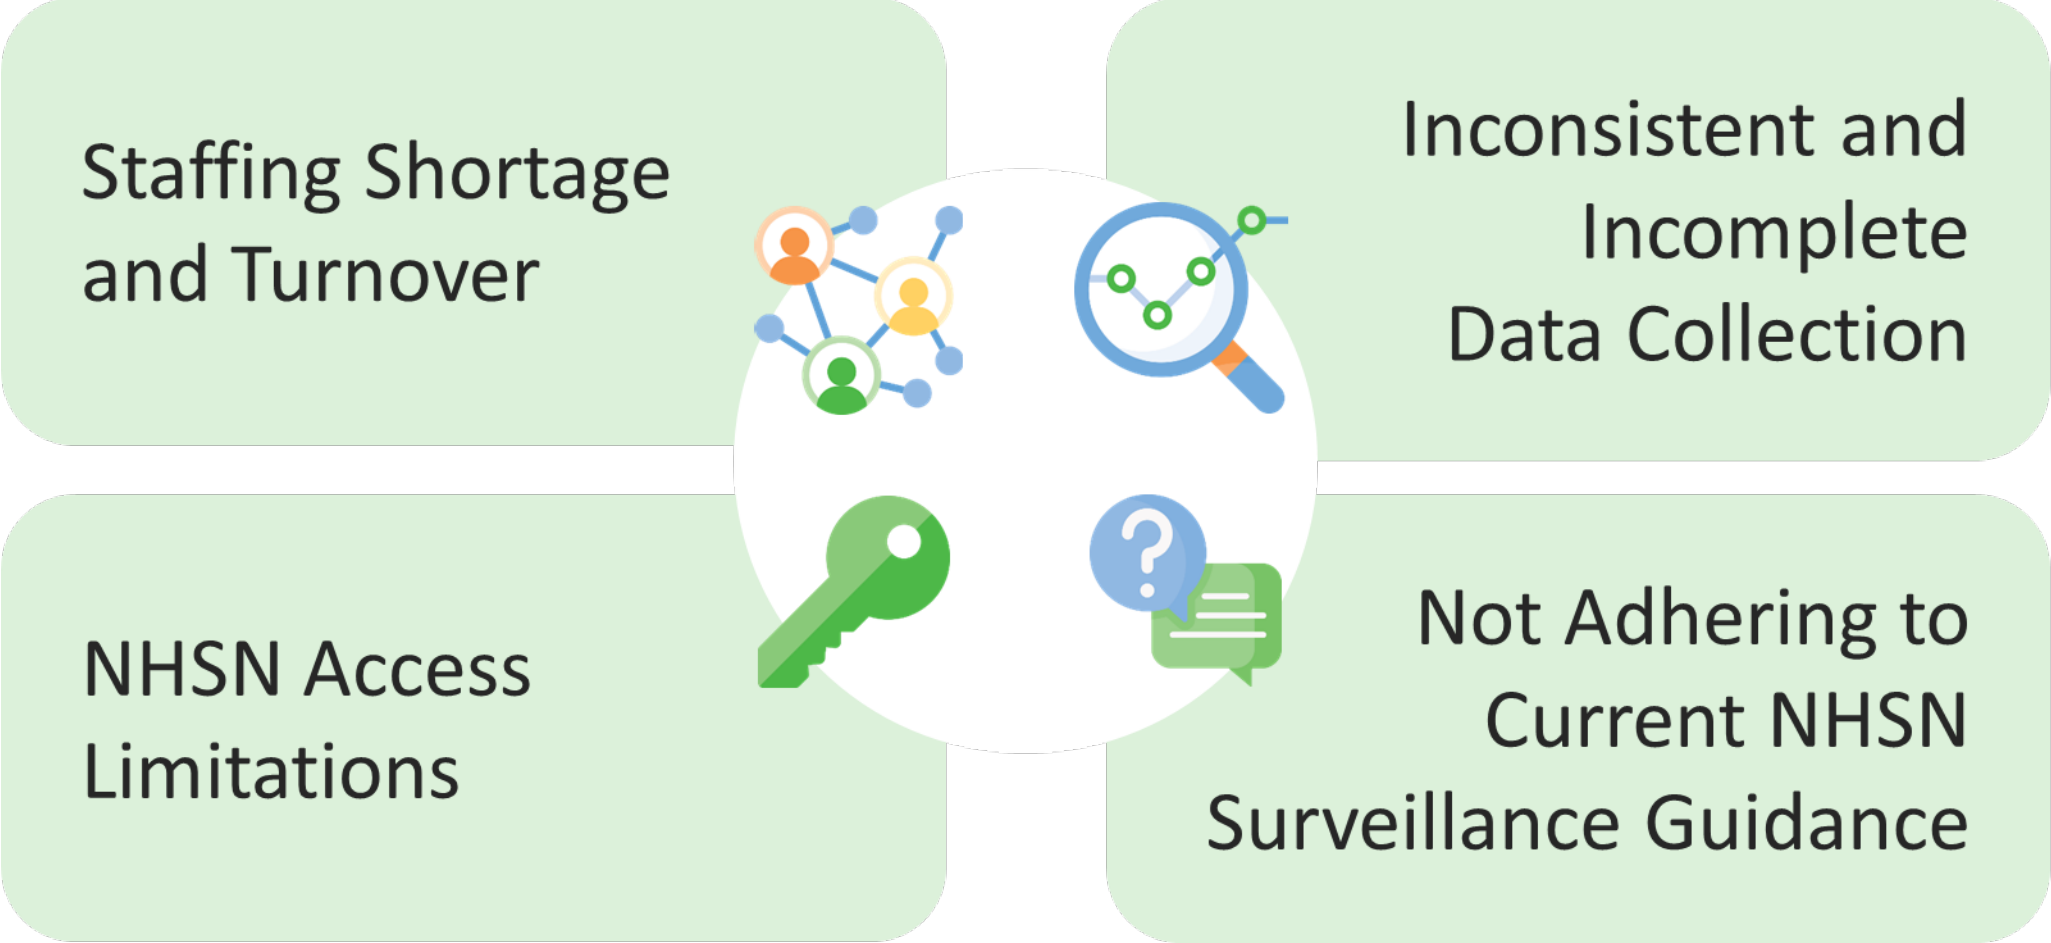 Staffing Shortage
and Turnover
Inconsistent and
Incomplete
Data Collection
NHSN Access
Limitations
?
Not Adhering to
Current NHSN
Surveillance Guidance